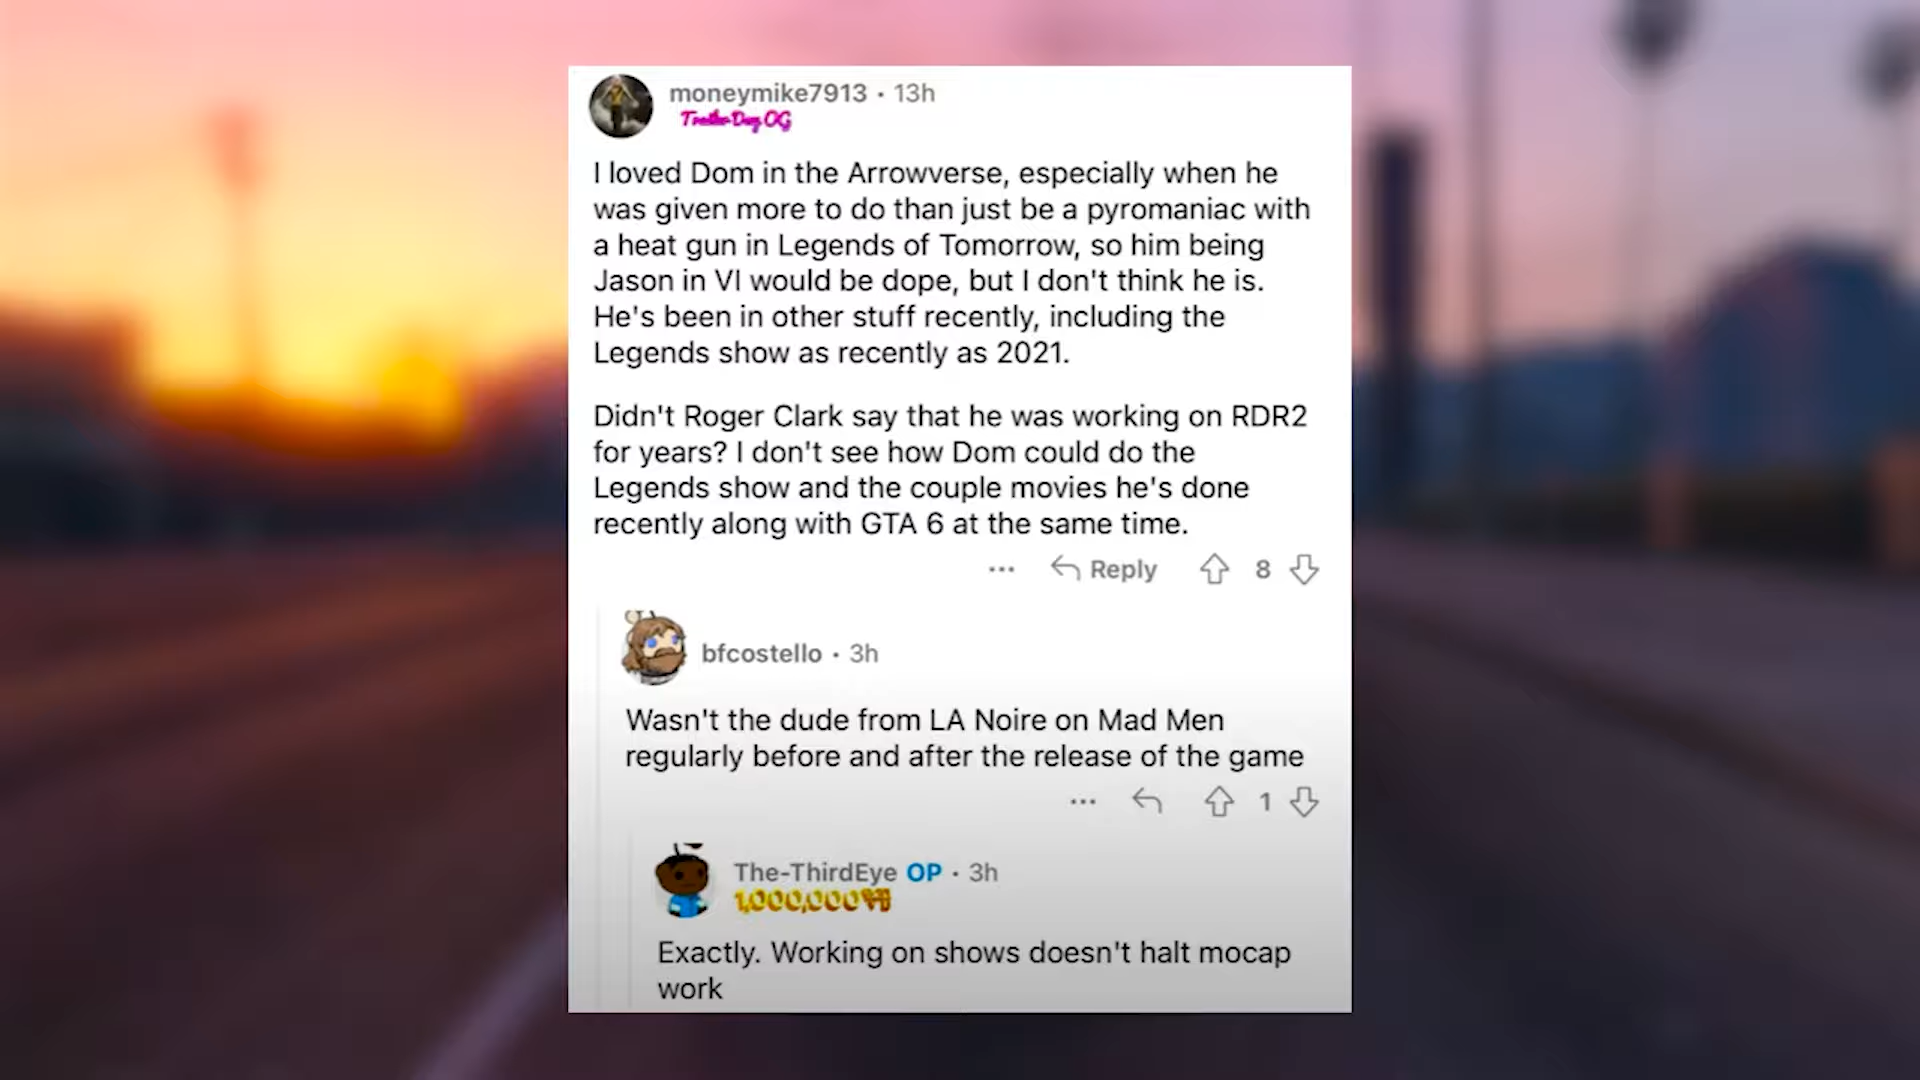 moneymike7913 · 13h
Trailer Day OG
I loved Dom in the Arrowverse, especially when he
was given more to do than just be a pyromaniac with
a heat gun in Legends of Tomorrow, so him being
Jason in VI would be dope, but I don't think he is.
He's been in other stuff recently, including the
Legends show as recently as 2021.
Didn't Roger Clark say that he was working on RDR2
for years? I don't see how Dom could do the
Legends show and the couple movies he's done
recently along with GTA 6 at the same time.
... Reply 8
bfcostello · 3h
Wasn't the dude from LA Noire on Mad Men
regularly before and after the release of the game
... 1
The-ThirdEye OP · 3h
1,000,000
Exactly. Working on shows doesn't halt mocap
work